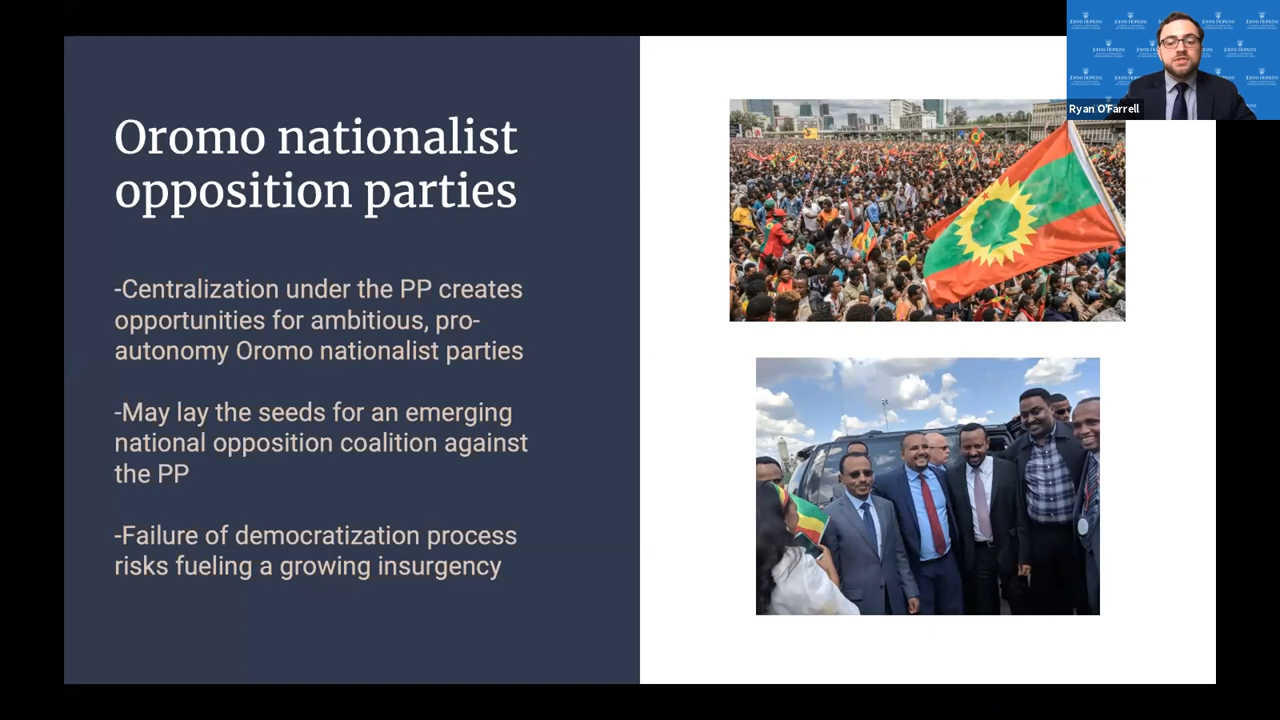 Oromo nationalist
opposition parties
-Centralization under the PP creates
opportunities for ambitious, pro-
autonomy Oromo nationalist parties
-May lay the seeds for an emerging
national opposition coalition against
the PP
-Failure of democratization process
risks fueling a growing insurgency
JOHNS HOPKINS
Ryan O'Farrell